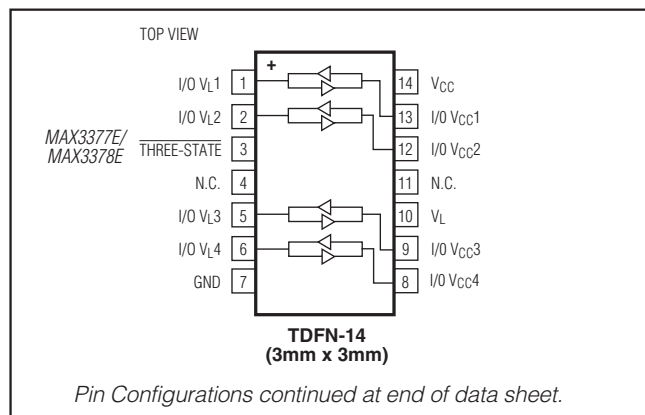 TOP VIEW
+
I/O VL1 1 14 VCC
I/O VL2 2 13 I/O VCC1
MAX3377E/
MAX3378E
THREE-STATE 3 12 I/O VCC2
N.C. 4 11 N.C.
I/O VL3 5 10 VL
I/O VL4 6 9 I/O VCC3
GND 7 8 I/O VCC4
TDFN-14
(3mm x 3mm)
Pin Configurations continued at end of data sheet.